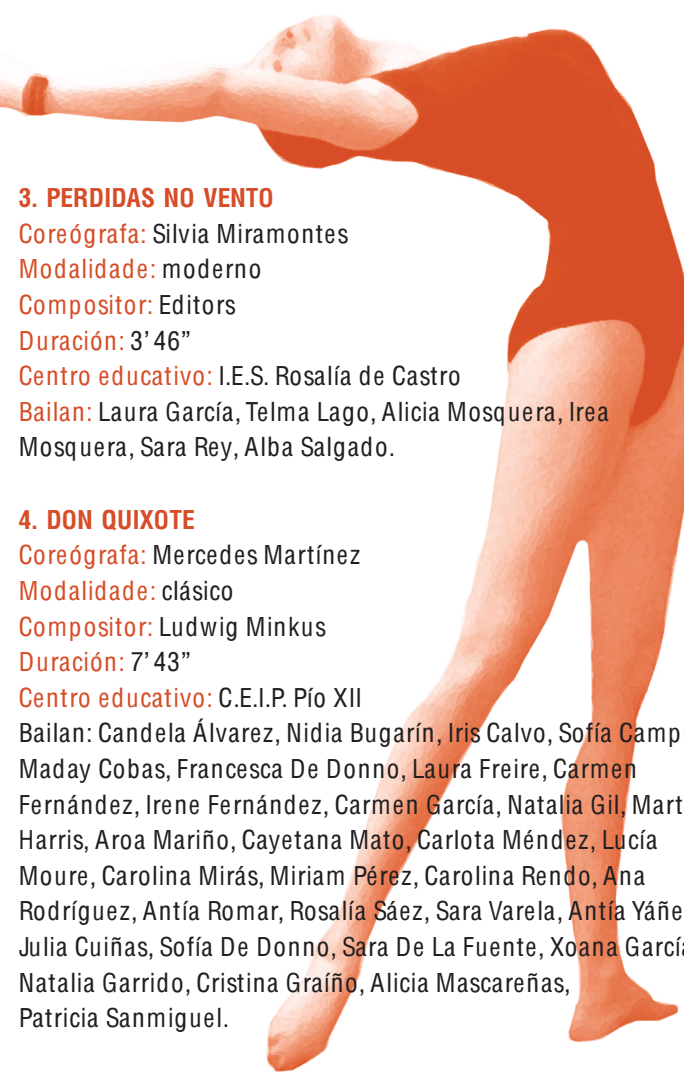 3. PERDIDAS NO VENTO
Coreógrafa: Silvia Miramontes
Modalidade: moderno
Compositor: Editors
Duración: 3’ 46”
Centro educativo: I.E.S. Rosalía de Castro
Bailan: Laura García, Telma Lago, Alicia Mosquera, Irea
Mosquera, Sara Rey, Alba Salgado.
4. DON QUIXOTE
Coreógrafa: Mercedes Martínez
Modalidade: clásico
Compositor: Ludwig Minkus
Duración: 7’ 43”
Centro educativo: C.E.I.P. Pío XII
Bailan: Candela Álvarez, Nidia Bugarín, Iris Calvo, Sofía
Maday Cobas, Francesca De Donno, Laura Freire, Carmen
Fernández, Irene Fernández, Carmen García, Natalia Gil,
Harris, Aroa Mariño, Cayetana Mato, Carlota Méndez, Lucía
Moure, Carolina Mirás, Miriam Pérez, Carolina Rendo, Ana
Rodríguez, Antía Romar, Rosalía Sáez, Sara Varela, Antía
Julia Cuiñas, Sofía De Donno, Sara De La Fuente, Xoana García
Natalia Garrido, Cristina Graíño, Alicia Mascareñas,
Patricia Sanmiguel.